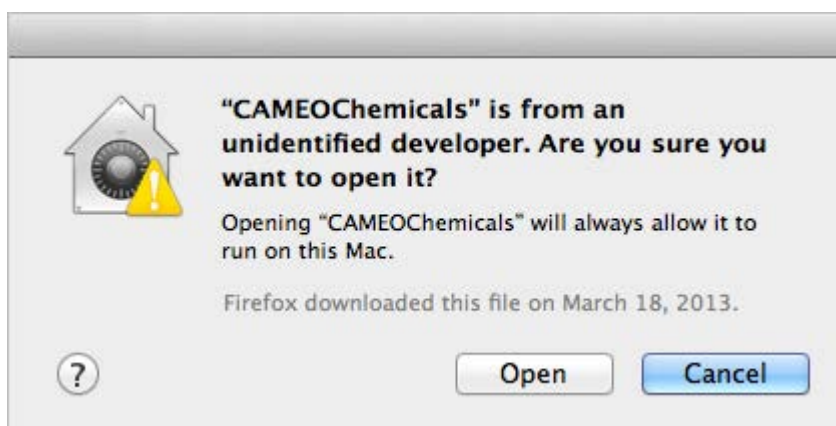 “CAMEOChemicals” is from an
unidentified developer. Are you sure you
want to open it?
Opening “CAMEOChemicals” will always allow it to
run on this Mac.
Firefox downloaded this file on March 18, 2013.
?
Open
Cancel